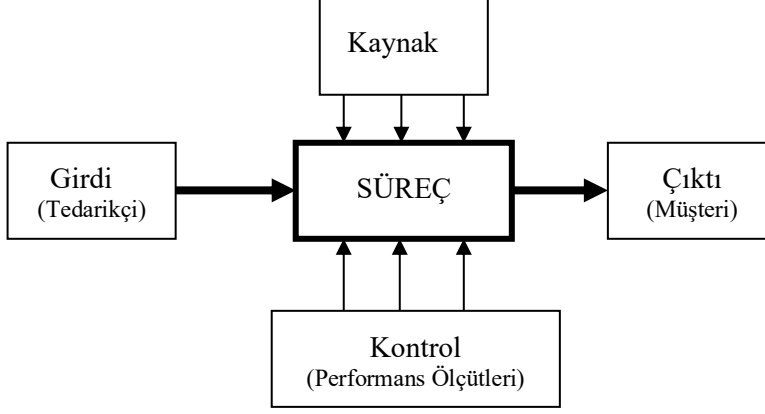 Kaynak
Girdi
(Tedarikçi)
SÜREÇ
Çıktı
(Müşteri)
Kontrol
(Performans Ölçütleri)